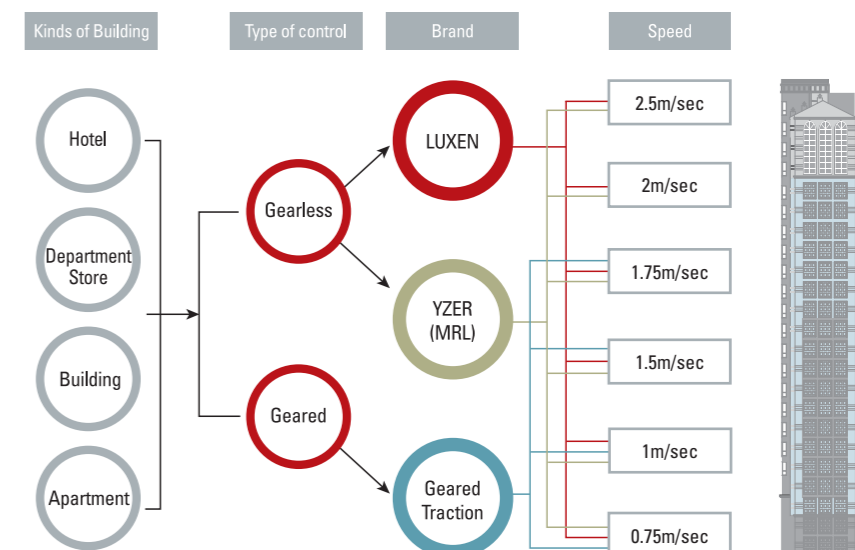 Kinds of Building
Type of control
Brand
Speed
Hotel
Department
Store
Building
Apartment
Gearless
Geared
LUXEN
YZER
(MRL)
Geared
Traction
2.5m/sec
2m/sec
1.75m/sec
1.5m/sec
1m/sec
0.75m/sec